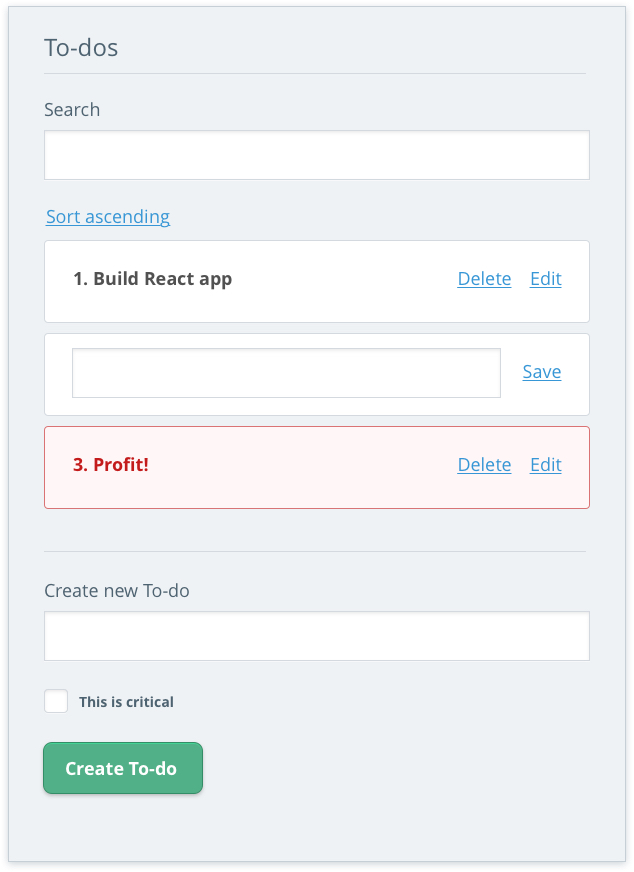 To-dos
Search
Sort ascending
1. Build React app Delete Edit
Save
3. Profit! Delete Edit
Create new To-do
This is critical
Create To-do